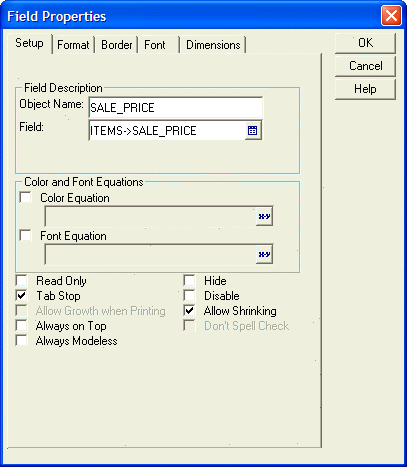 Field Properties
Setup Format Border Font Dimensions
OK
Cancel
Help
Field Description
Object Name: SALE_PRICE
Field: ITEMS->SALE_PRICE
Color and Font Equations
Color Equation
x=y
Font Equation
x=y
Read Only Hide
Tab Stop Disable
Allow Growth when Printing Allow Shrinking
Always on Top Don't Spell Check
Always Modeless